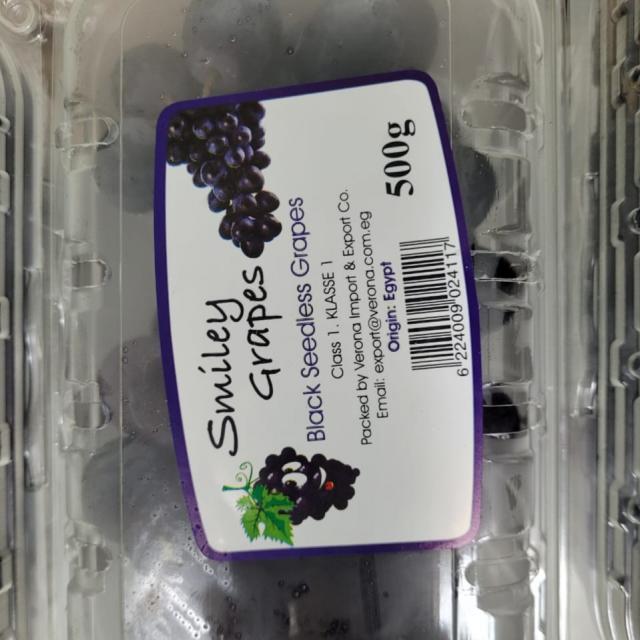 Smiley
Grapes
Black Seedless Grapes
Class 1. KLASSE 1
Packed by Verona Import & Export Co.
Email: export@verona.com.eg
Origin: Egypt
500g
6 224009 024117